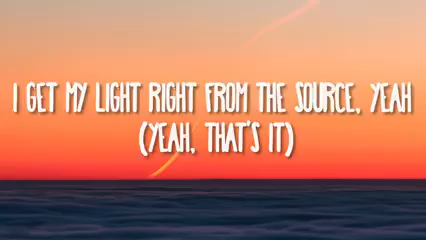 I GET MY LIGHT RIGHT FROM THE SOURCE, YEAH
(YEAH, THAT'S IT)